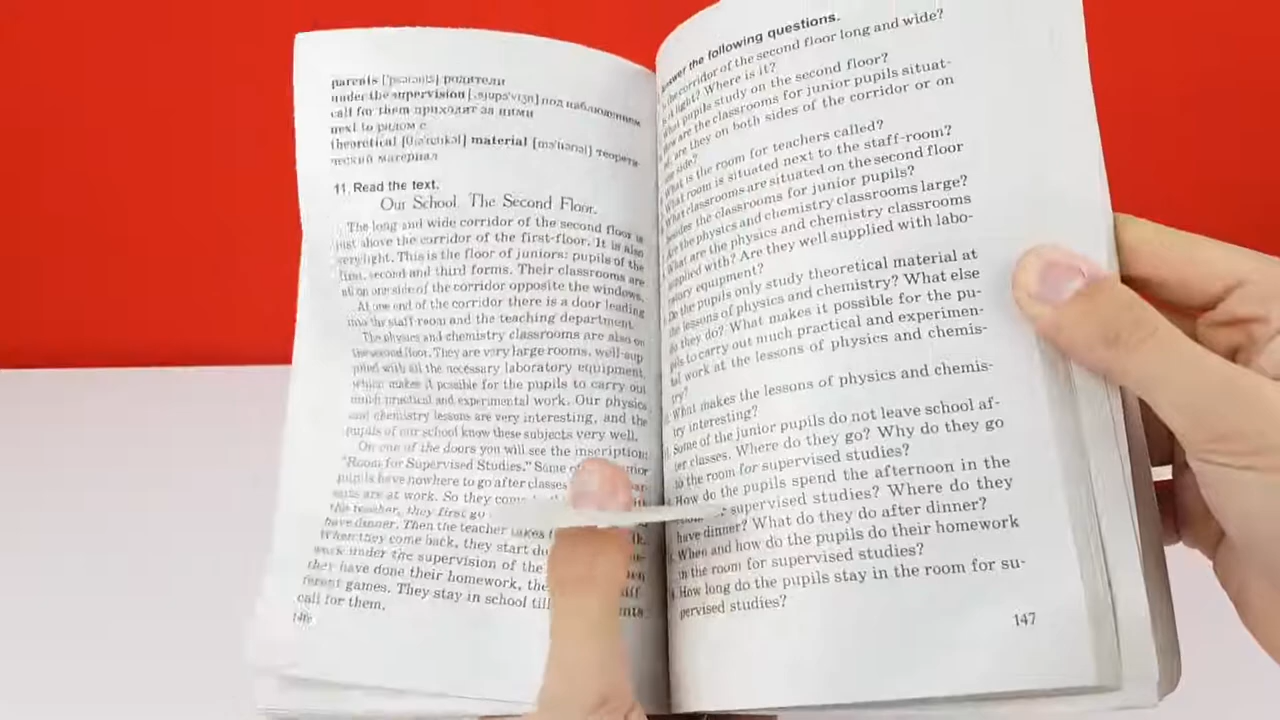 parents родители
under the supervision под наблюдением
call for them приходят за ними
next to рядом с
theoretical material теорети-
ческий материал
11. Read the text.
Our School. The Second Floor.
The long and wide corridor of the second floor is
just above the corridor of the first-floor. It is also
very light. This is the floor of juniors: pupils of the
first, second and third forms. Their classrooms are
all on one side of the corridor opposite the windows.
At one end of the corridor there is a door leading
into the staff-room and the teaching department.
The physics and chemistry classrooms are also on
the second floor. They are very large rooms, well-sup
plied with all the necessary laboratory equipment,
which makes it possible for the pupils to carry out
much practical and experimental work. Our physics
and chemistry lessons are very interesting, and the
pupils of our school know these subjects very well.
On one of the doors you will see the inscription:
"Room for Supervised Studies." Some
pupils have nowhere to go after classes
are at work. So they
the teacher, they first go
have dinner. Then the teacher takes
When they come back, they start
work under the supervision of the
they have done their homework,
ferent games. They stay in school till
call for them.
146
answer the following questions.
the corridor of the second floor long and wide?
Is it light? Where is it?
What pupils study on the second floor?
How are the classrooms for junior pupils situat-
are they on both sides of the corridor or on
side?
What is the room for teachers called?
What room is situated next to the staff-room?
What classrooms are situated on the second floor
besides the classrooms for junior pupils?
Are the physics and chemistry classrooms large?
What are the physics and chemistry classrooms
supplied with? Are they well supplied with labo-
ratory equipment?
Do the pupils only study theoretical material at
the lessons of physics and chemistry? What else
do they do? What makes it possible for the pu-
pils to carry out much practical and experimen-
tal work at the lessons of physics and chemis-
try?
What makes the lessons of physics and chemis-
try interesting?
Some of the junior pupils do not leave school af-
ter classes. Where do they go? Why do they go
to the room for supervised studies?
How do the pupils spend the afternoon in the
supervised studies? Where do they
have dinner? What do they do after dinner?
When and how do the pupils do their homework
in the room for supervised studies?
How long do the pupils stay in the room for su-
pervised studies?
147